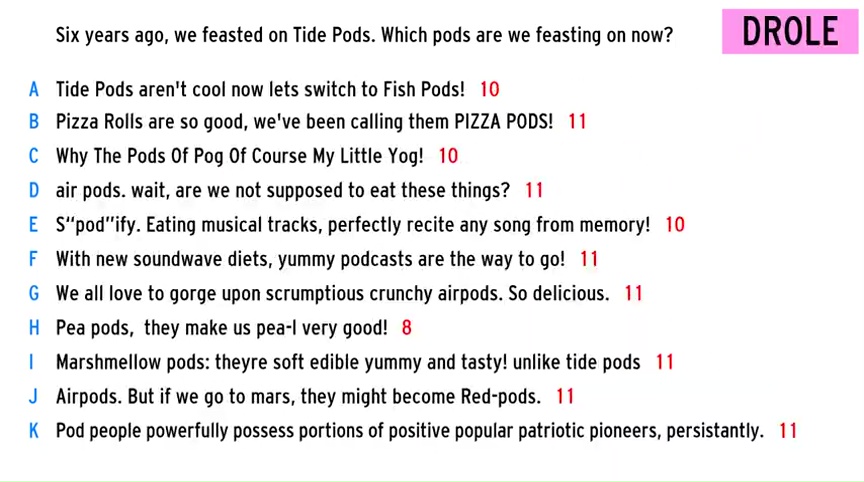 Six years ago, we feasted on Tide Pods. Which pods are we feasting on now?
DROLE
A Tide Pods aren't cool now lets switch to Fish Pods! 10
B Pizza Rolls are so good, we've been calling them PIZZA PODS! 11
C Why The Pods Of Pog Of Course My Little Yog! 10
D air pods. wait, are we not supposed to eat these things? 11
E S“pod”ify. Eating musical tracks, perfectly recite any song from memory! 10
F With new soundwave diets, yummy podcasts are the way to go! 11
G We all love to gorge upon scrumptious crunchy airpods. So delicious. 11
H Pea pods, they make us pea-l very good! 8
I Marshmellow pods: theyre soft edible yummy and tasty! unlike tide pods 11
J Airpods. But if we go to mars, they might become Red-pods. 11
K Pod people powerfully possess portions of positive popular patriotic pioneers, persistantly. 11